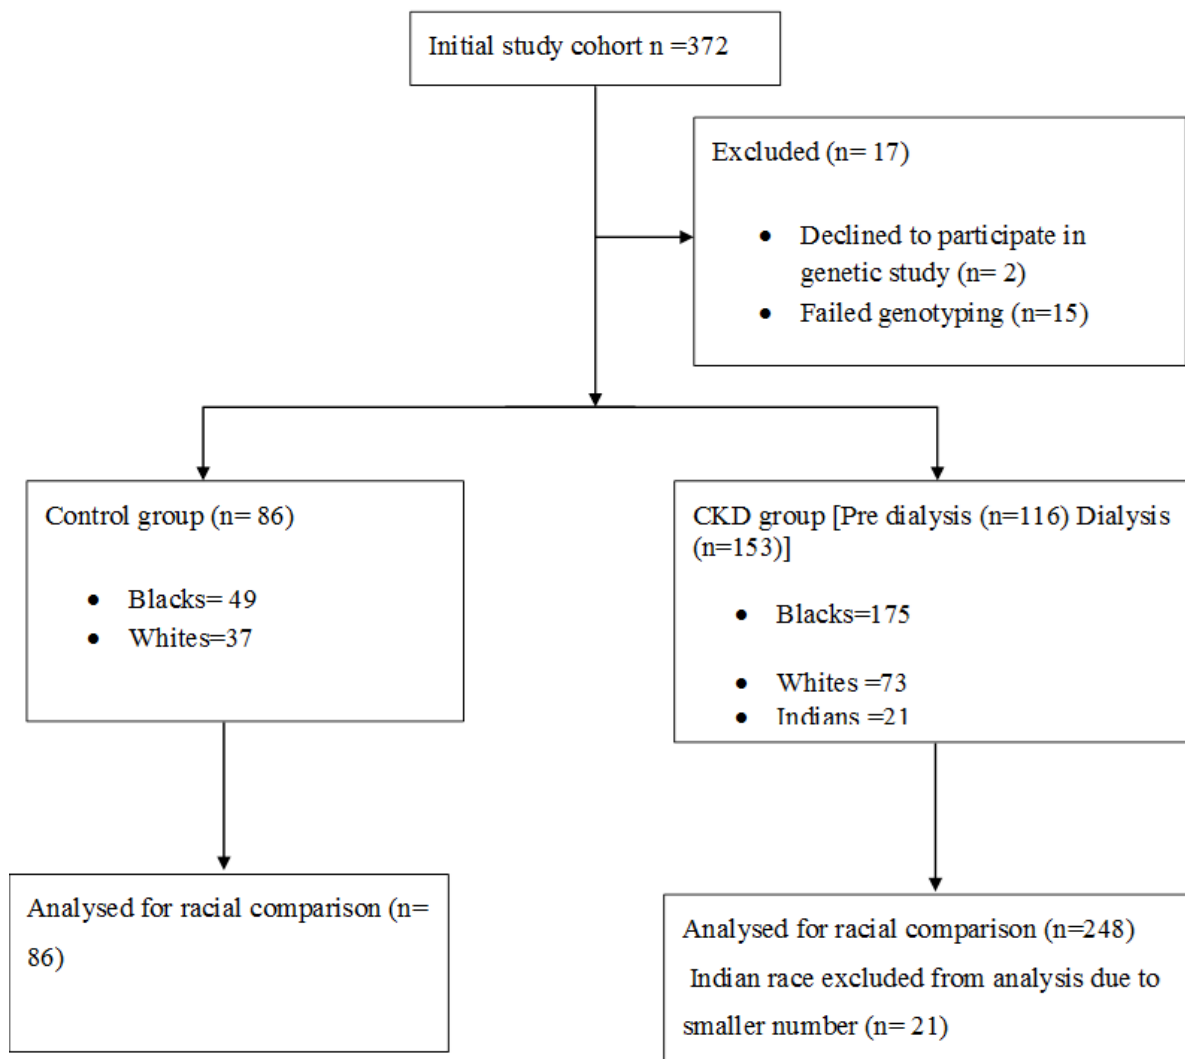 Initial study cohort n =372
Excluded (n= 17)
• Declined to participate in
genetic study (n= 2)
• Failed genotyping (n=15)
Control group (n= 86)
• Blacks= 49
• Whites=37
CKD group [Pre dialysis (n=116) Dialysis
(n=153)]
• Blacks=175
• Whites =73
• Indians =21
Analysed for racial comparison (n=
86)
Analysed for racial comparison (n=248)
Indian race excluded from analysis due to
smaller number (n= 21)